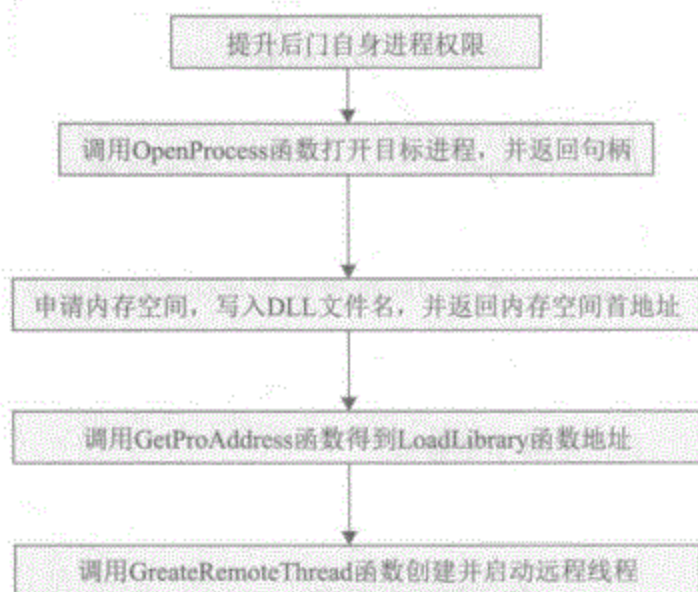 提升后门自身进程权限
调用OpenProcess函数打开目标进程，并返回句柄
申请内存空间，写入DLL文件名，并返回内存空间首地址
调用GetProAddress函数得到LoadLibrary函数地址
调用GreateRemoteThread函数创建并启动远程线程